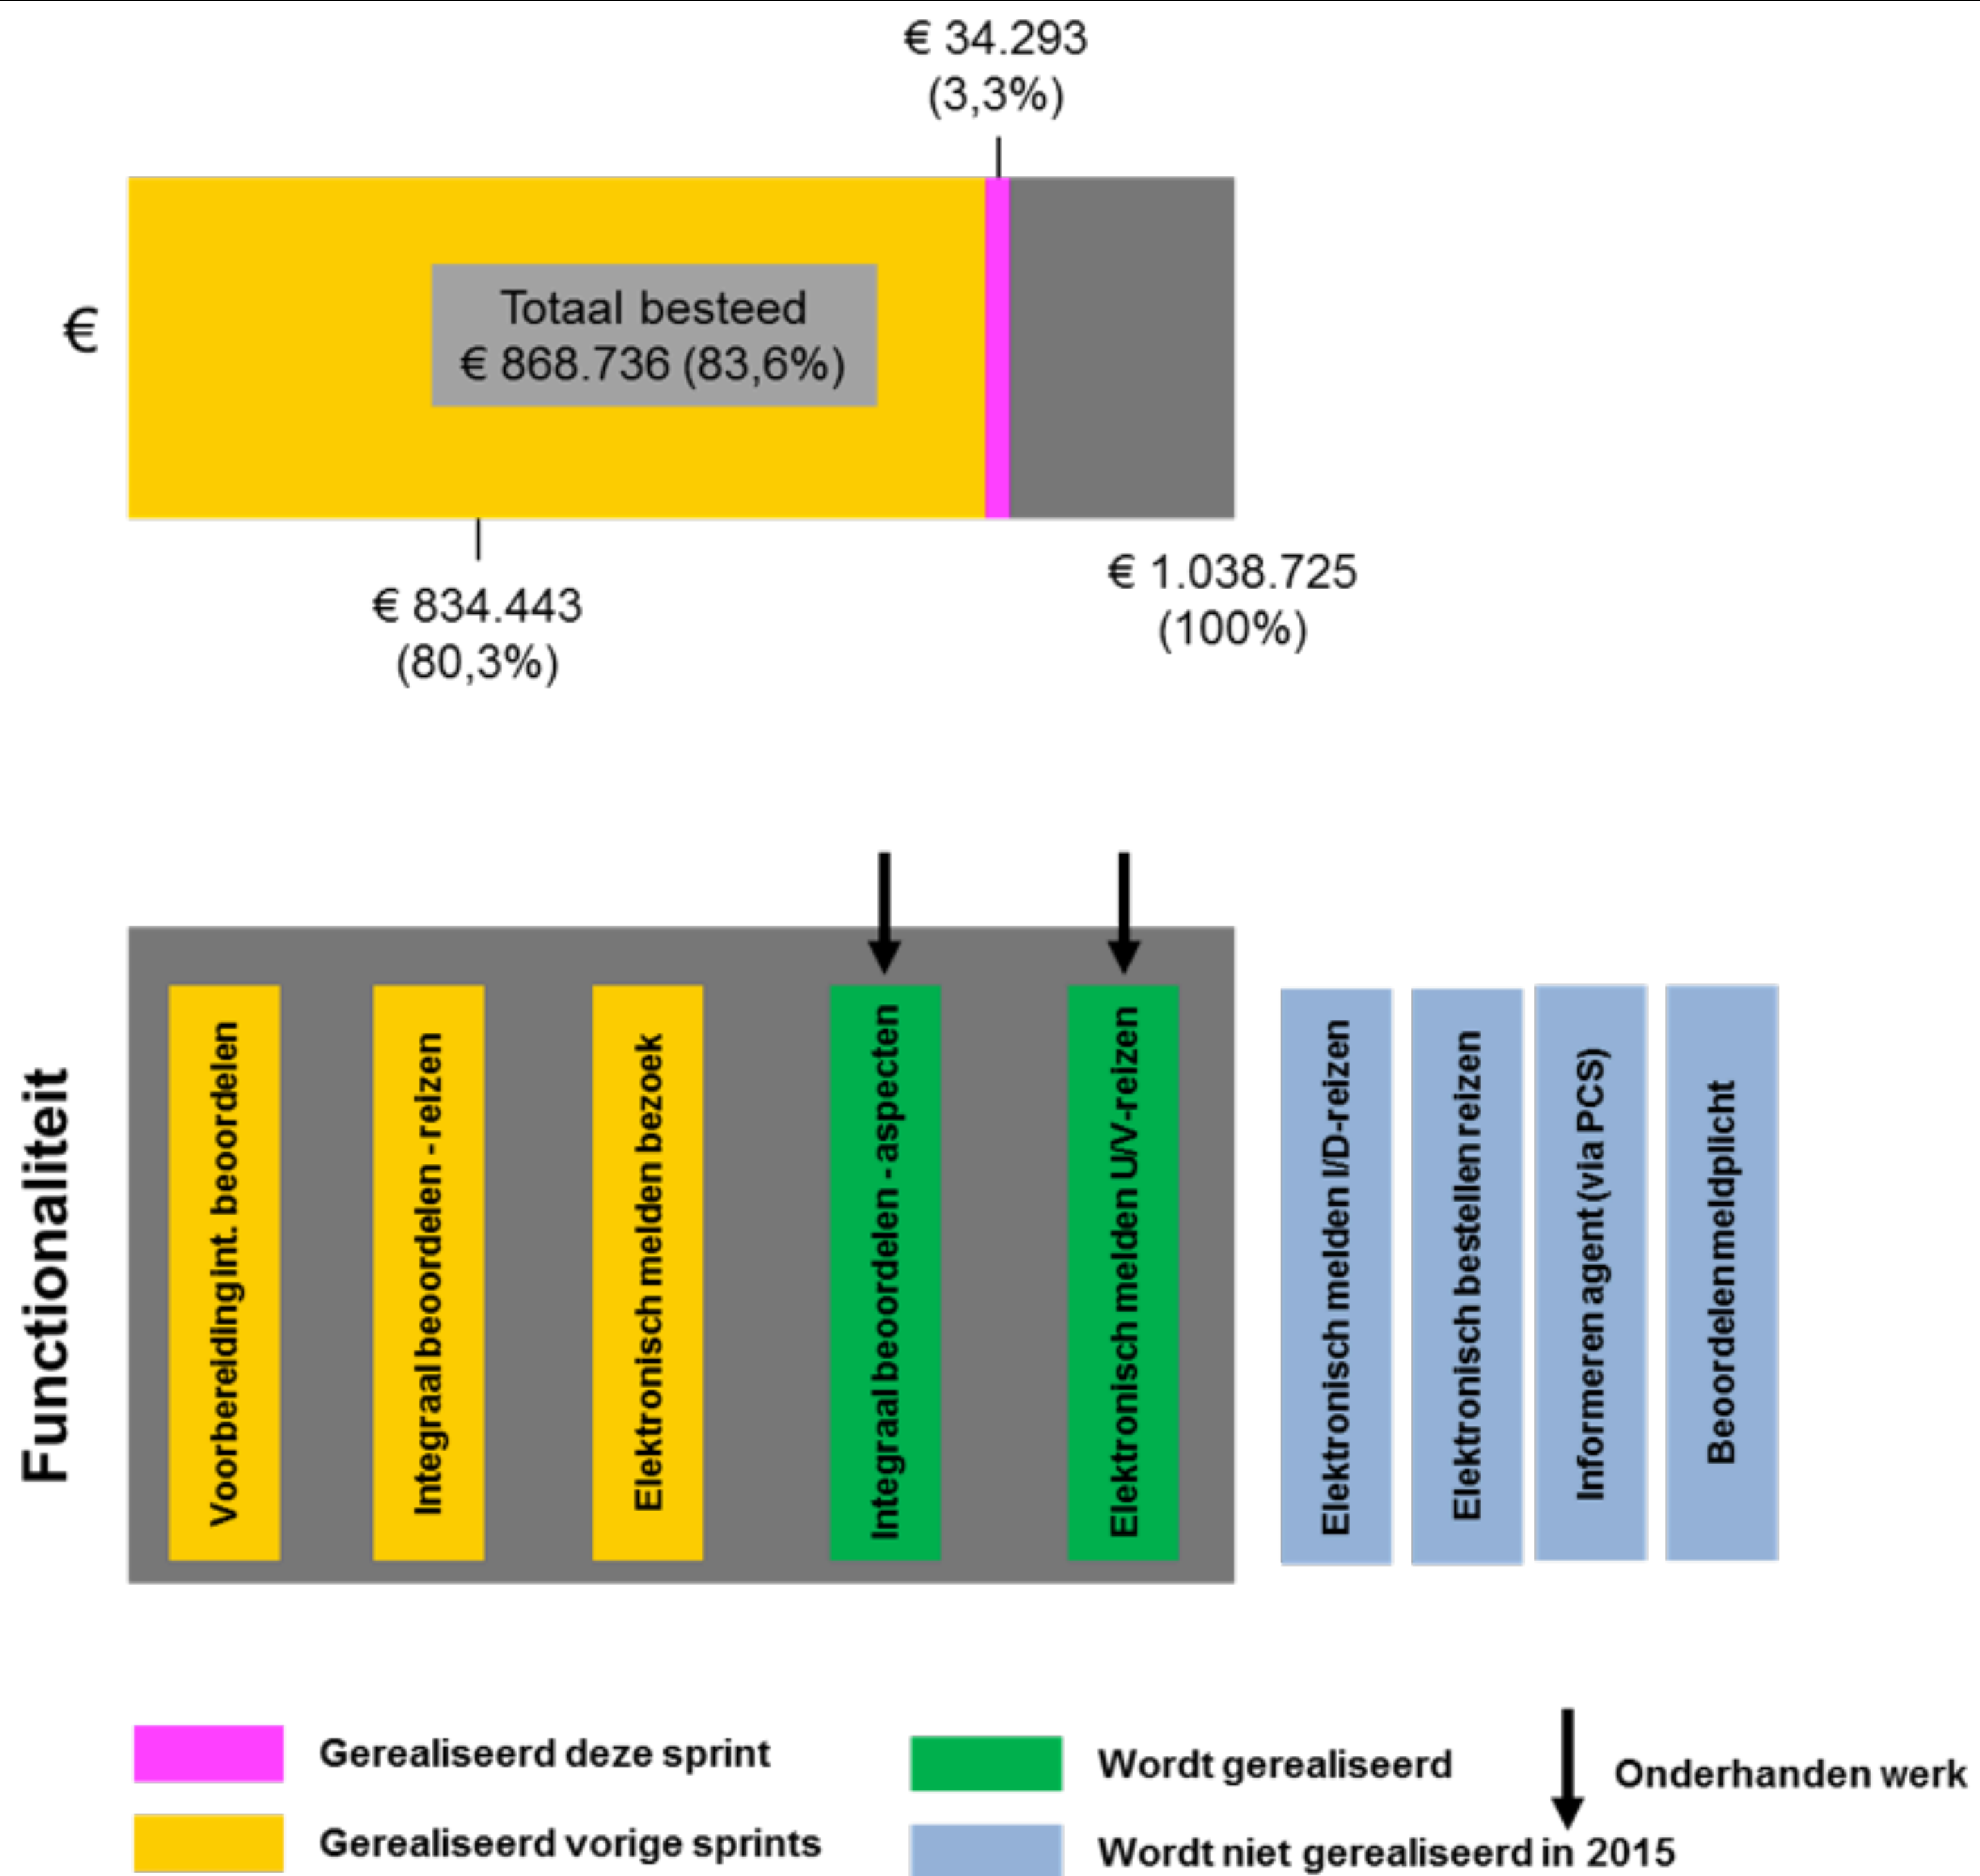 € 34.293
(3,3%)
€
Totaal besteed
€ 868.736 (83,6%)
€ 834.443
(80,3%)
€ 1.038.725
(100%)
Functionaliteit
Voorbereiding int. beoordelen
Integraal beoordelen - reizen
Elektronisch melden bezoek
Integraal beoordelen - aspecten
Elektronisch melden U/V-reizen
Elektronisch melden I/D-reizen
Elektronisch bestellen reizen
Informeren agent (via PCS)
Beoordelen meldplicht
Gerealiseerd deze sprint
Gerealiseerd vorige sprints
Wordt gerealiseerd
Wordt niet gerealiseerd in 2015
Onderhanden werk